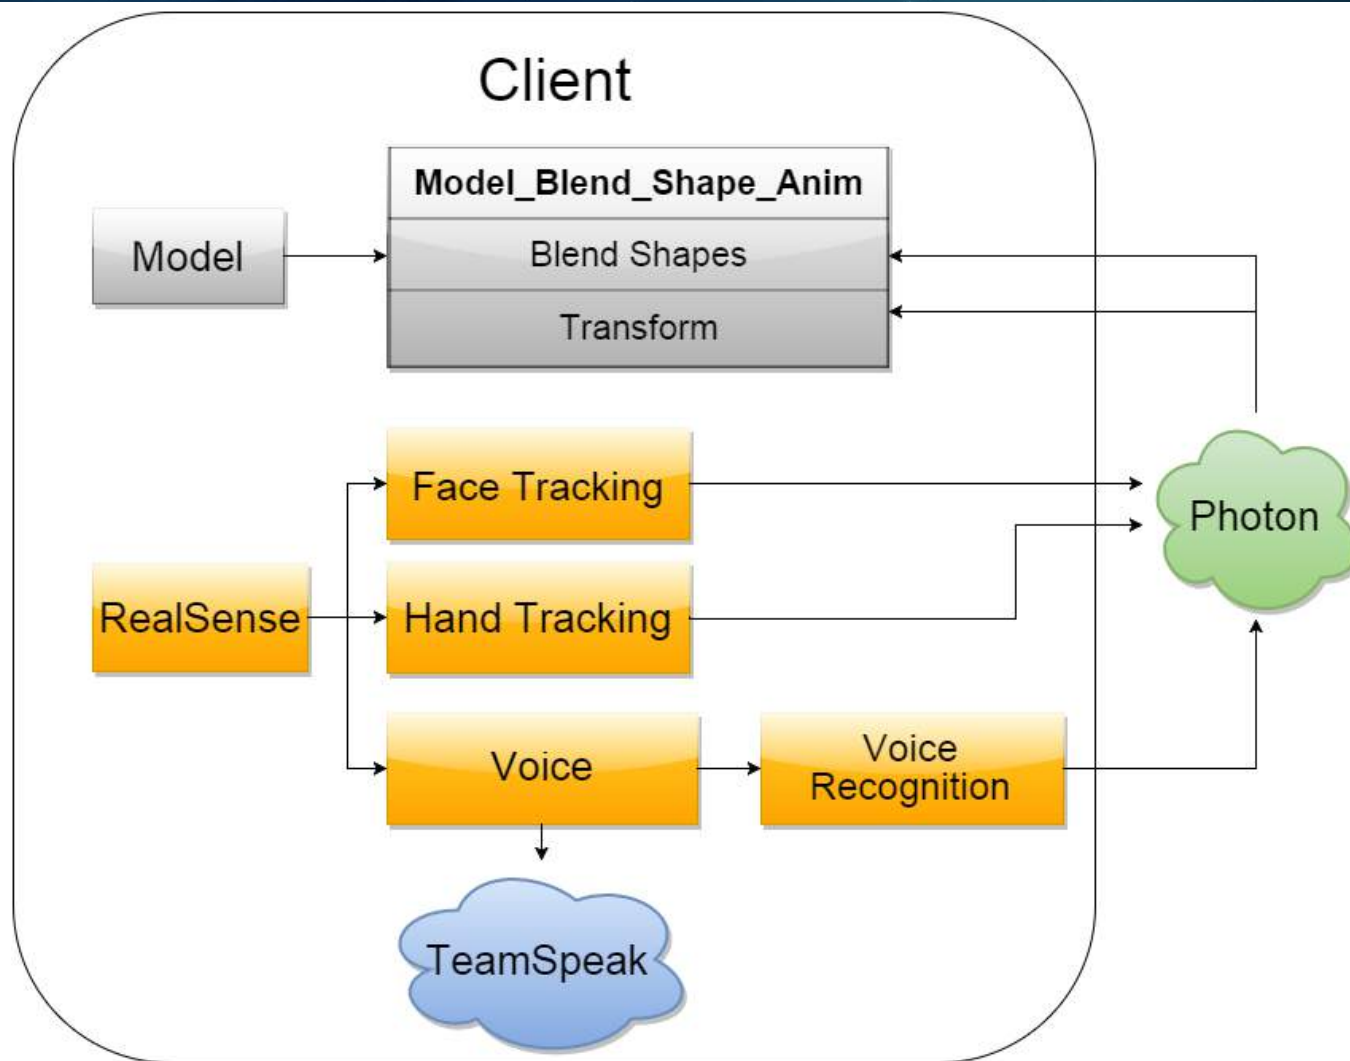 Client
Model_Blend_Shape_Anim
Model
Blend Shapes
Transform
Face Tracking
Photon
RealSense
Hand Tracking
Voice
Voice
Recognition
TeamSpeak